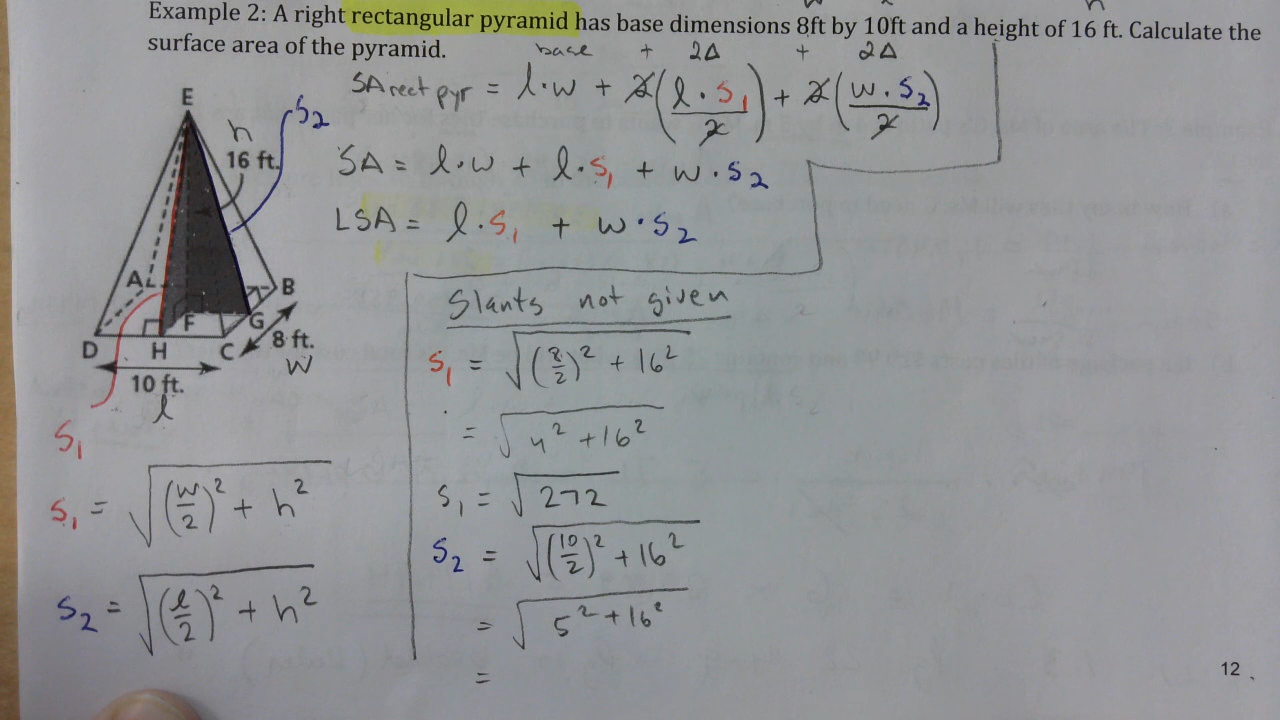 Example 2: A right rectangular pyramid has base dimensions 8ft by 10ft and a height of 16 ft. Calculate the
surface area of the pyramid.
base + 2Δ + 2Δ
SA rect pyr = l·w + 2(l·S₁/2) + 2(w·S₂/2)
SA = l·w + l·S₁ + w·S₂
LSA = l·S₁ + w·S₂
E
h
S₂
16 ft.
A
B
F
G
D
H
C
8 ft.
w
10 ft.
l
S₁
S₁ = √((w/2)² + h²)
S₂ = √((l/2)² + h²)
Slants not given
S₁ = √((8/2)² + 16²)
= √(4² + 16²)
S₁ = √272
S₂ = √((10/2)² + 16²)
= √(5² + 16²)
=
12